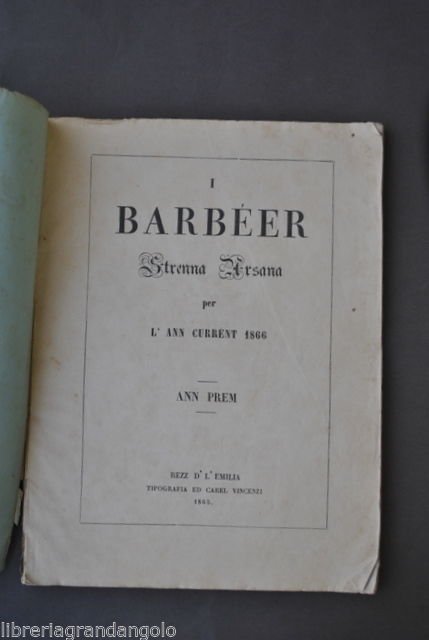 I
BARBÉER
Strenna Arsana
per
L' ANN CURRÉNT 1866
ANN PREM
REZZ D' L' EMILIA
TIPOGRAFIA ED CAREL VINCENZI
1865.
libreriagrandangolo